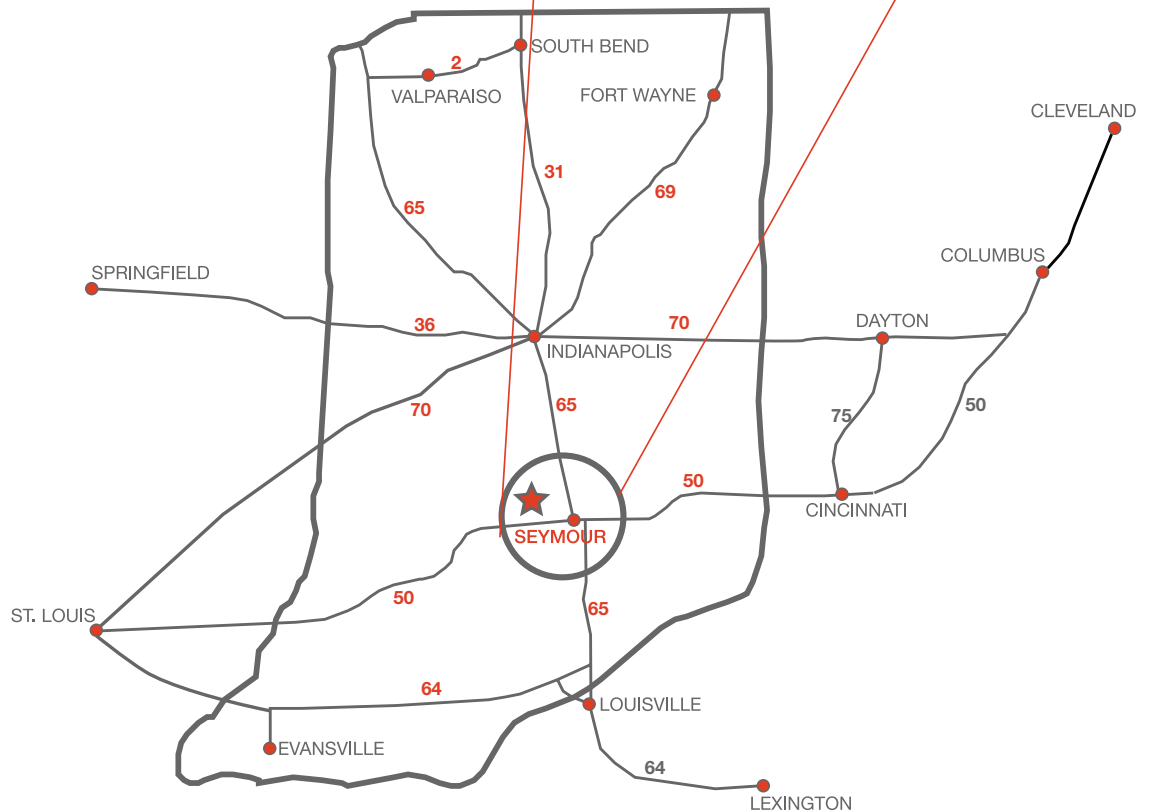 SOUTH BEND
2
VALPARAISO
FORT WAYNE
CLEVELAND
31
69
65
COLUMBUS
SPRINGFIELD
36
70
DAYTON
INDIANAPOLIS
65
70
75
50
50
CINCINNATI
SEYMOUR
50
65
ST. LOUIS
64
LOUISVILLE
EVANSVILLE
64
LEXINGTON